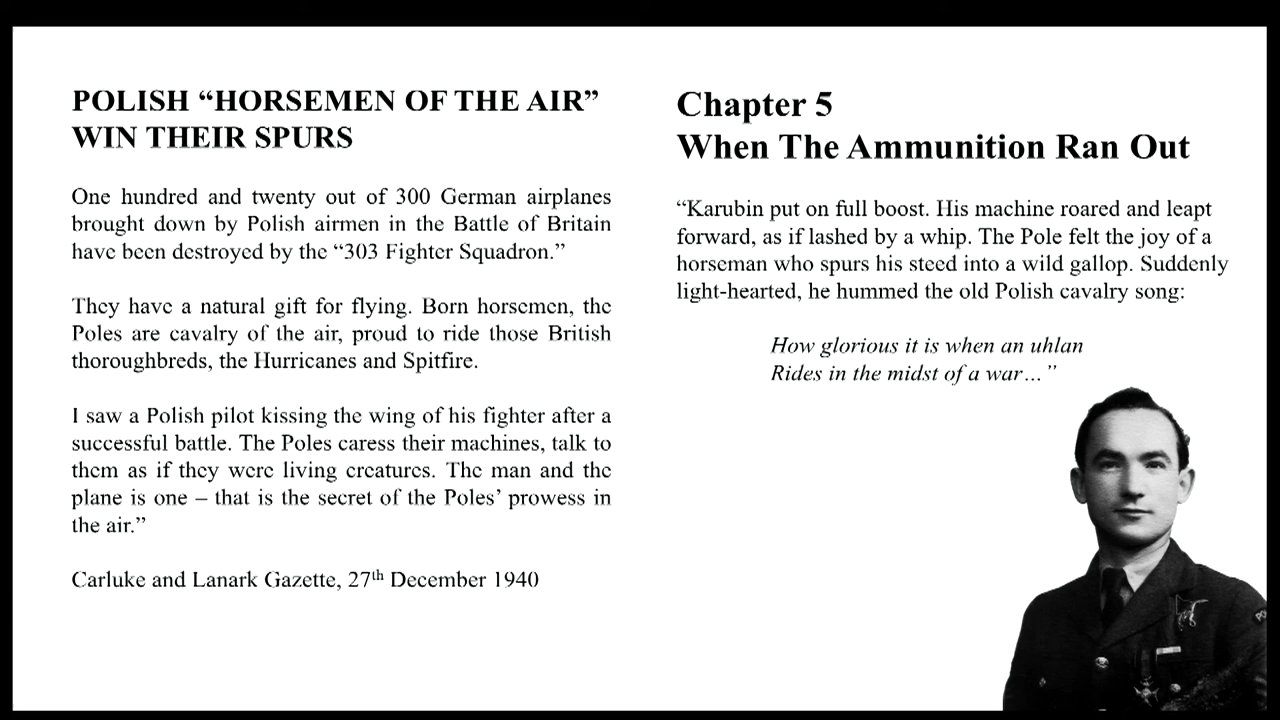 POLISH “HORSEMEN OF THE AIR”
WIN THEIR SPURS
One hundred and twenty out of 300 German airplanes
brought down by Polish airmen in the Battle of Britain
have been destroyed by the “303 Fighter Squadron.”
They have a natural gift for flying. Born horsemen, the
Poles are cavalry of the air, proud to ride those British
thoroughbreds, the Hurricanes and Spitfire.
I saw a Polish pilot kissing the wing of his fighter after a
successful battle. The Poles caress their machines, talk to
them as if they were living creatures. The man and the
plane is one – that is the secret of the Poles’ prowess in
the air.”
Carluke and Lanark Gazette, 27th December 1940
Chapter 5
When The Ammunition Ran Out
“Karubin put on full boost. His machine roared and leapt
forward, as if lashed by a whip. The Pole felt the joy of a
horseman who spurs his steed into a wild gallop. Suddenly
light-hearted, he hummed the old Polish cavalry song:
How glorious it is when an uhlan
Rides in the midst of a war…”